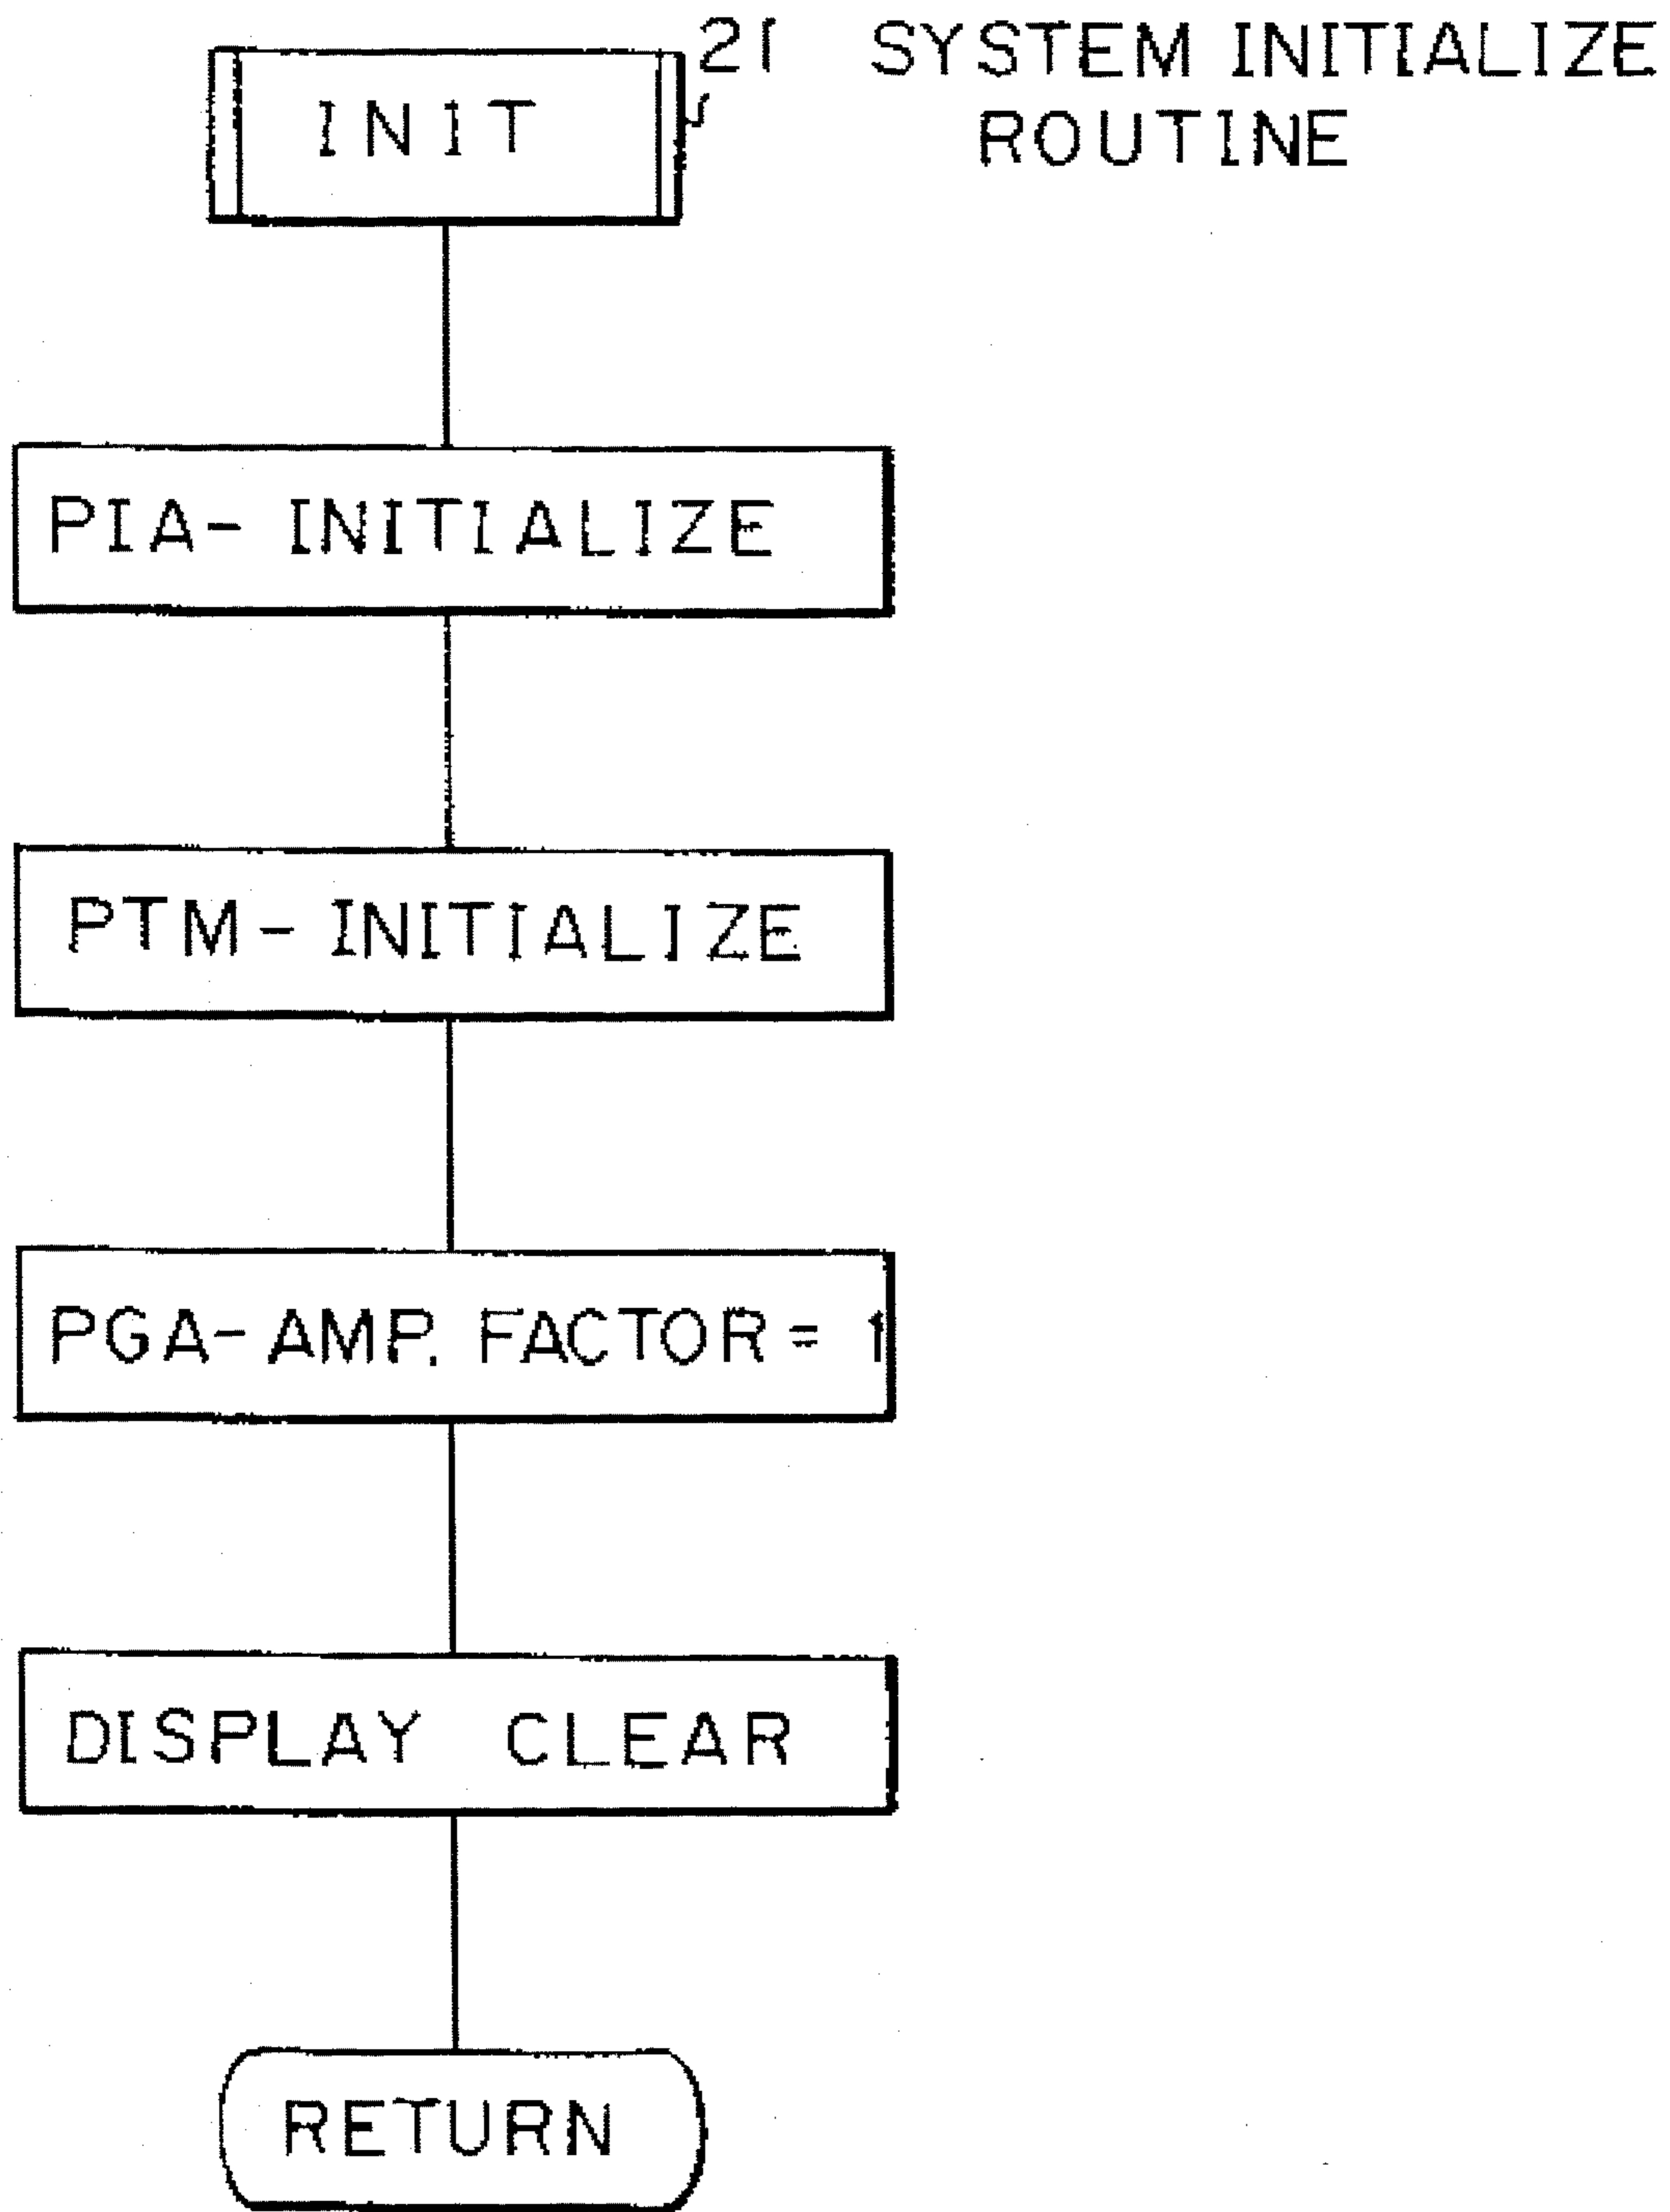 INIT
21 SYSTEM INITIALIZE
ROUTINE
PIA- INITIALIZE
PTM - INITIALIZE
PGA- AMP. FACTOR = 1
DISPLAY CLEAR
RETURN